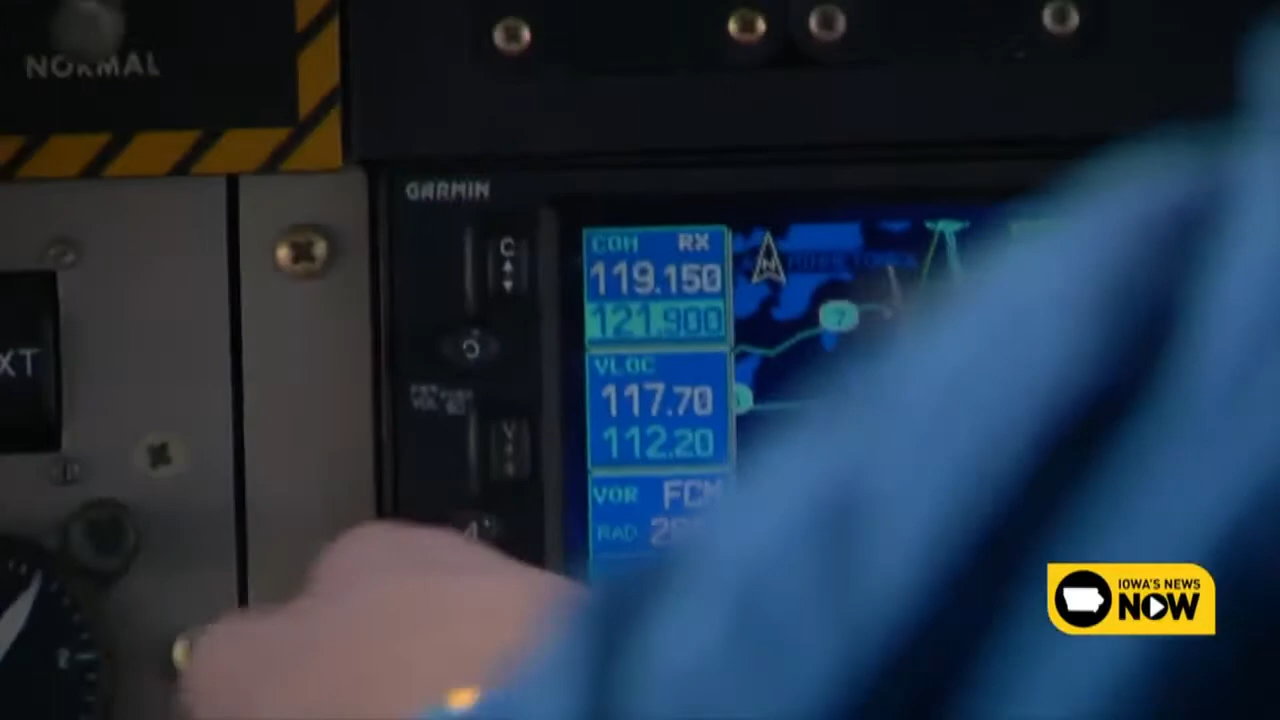 NORMAL
GARMIN
C
COM RX
119.150
121.900
N
7
XT
VLOC
117.70
112.20
V
VOR FCM
RAD
IOWA'S NEWS
NOW